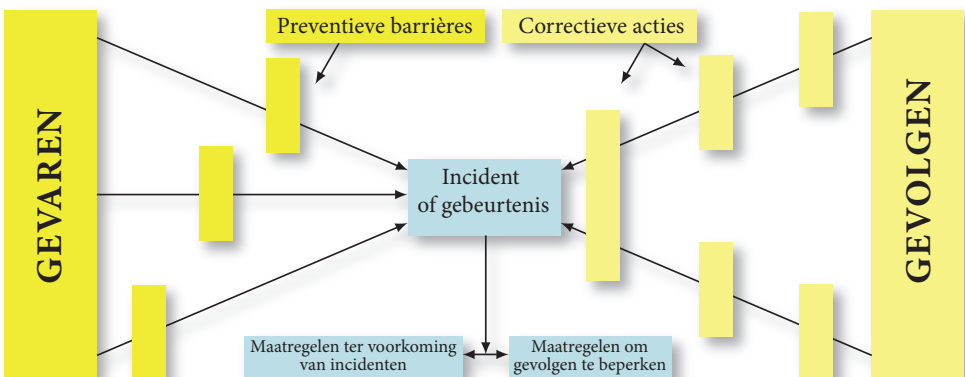 Preventieve barrières
Correctieve acties
GEVAREN
Incident
of gebeurtenis
GEVOLGEN
Maatregelen ter voorkoming
van incidenten
Maatregelen om
gevolgen te beperken